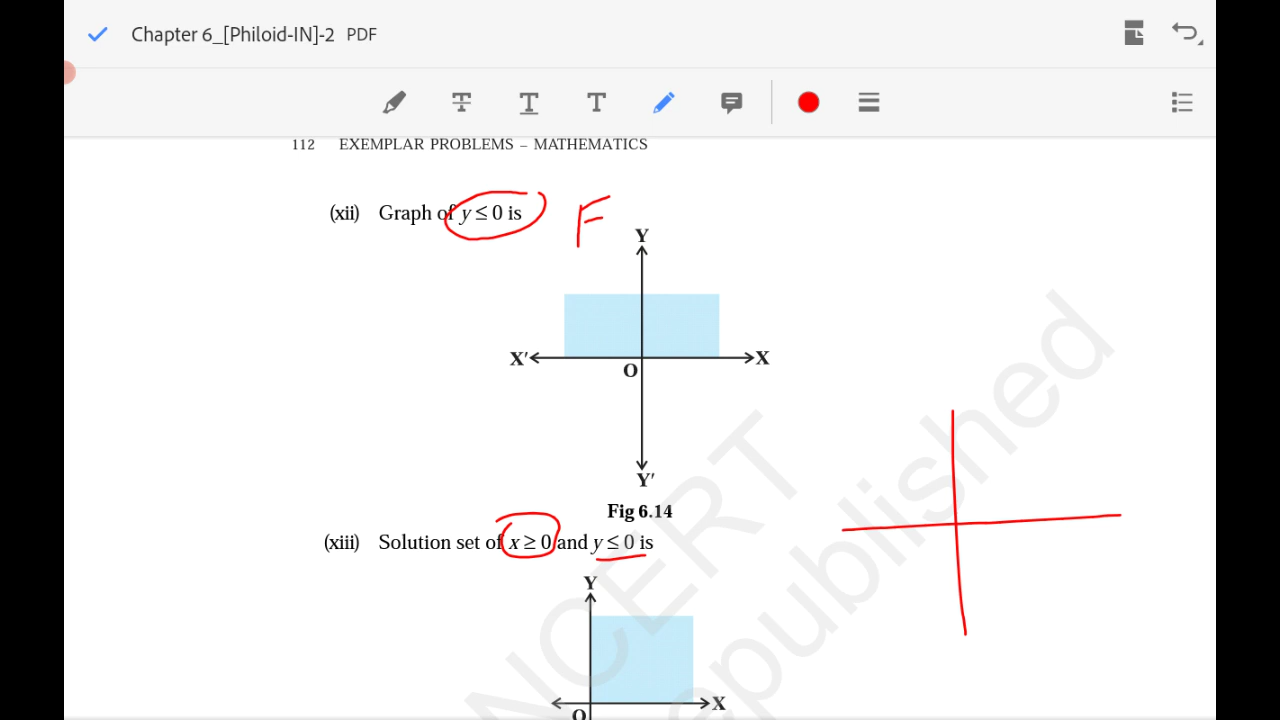 Chapter 6_[Philoid-IN]-2 PDF
T T T
112 EXEMPLAR PROBLEMS – MATHEMATICS
(xii) Graph of y ≤ 0 is F
Y
X′ X
O
Y′
Fig 6.14
(xiii) Solution set of x ≥ 0 and y ≤ 0 is
Y
X
O
NCERT
republished